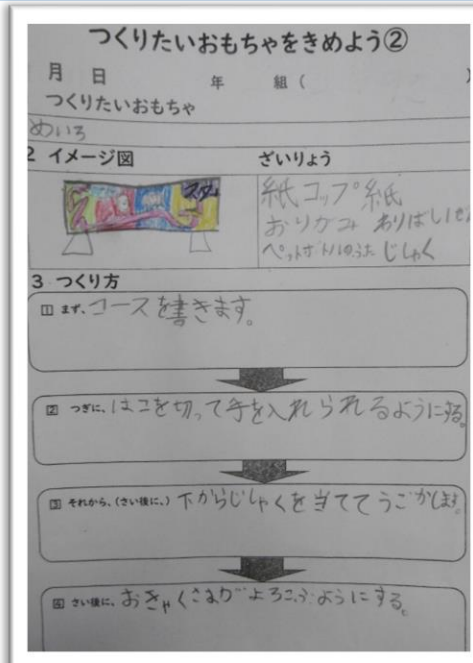 つくりたいおもちゃをきめよう②
月 日 年 組(
つくりたいおもちゃ
めいろ
2 イメージ図 ざいりょう
紙コップ 紙
おりがみ わりばし
ペットボトルのふた じしゃく
3 つくり方
1 まず、コースを書きます。
2 つぎに、はこを切って手を入れられるようにする。
3 それから、(さい後に、)下からじしゃくを当ててうごかします。
4 さい後に、おきゃくさまがよろこぶようにする。